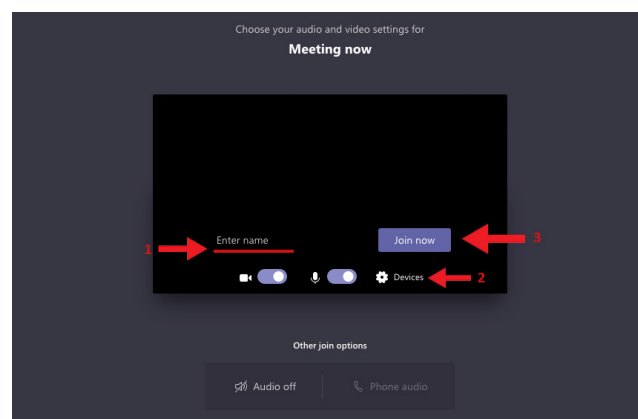 Choose your audio and video settings for
Meeting now
Enter name
Join now
3
1
Devices
2
Other join options
Audio off
Phone audio